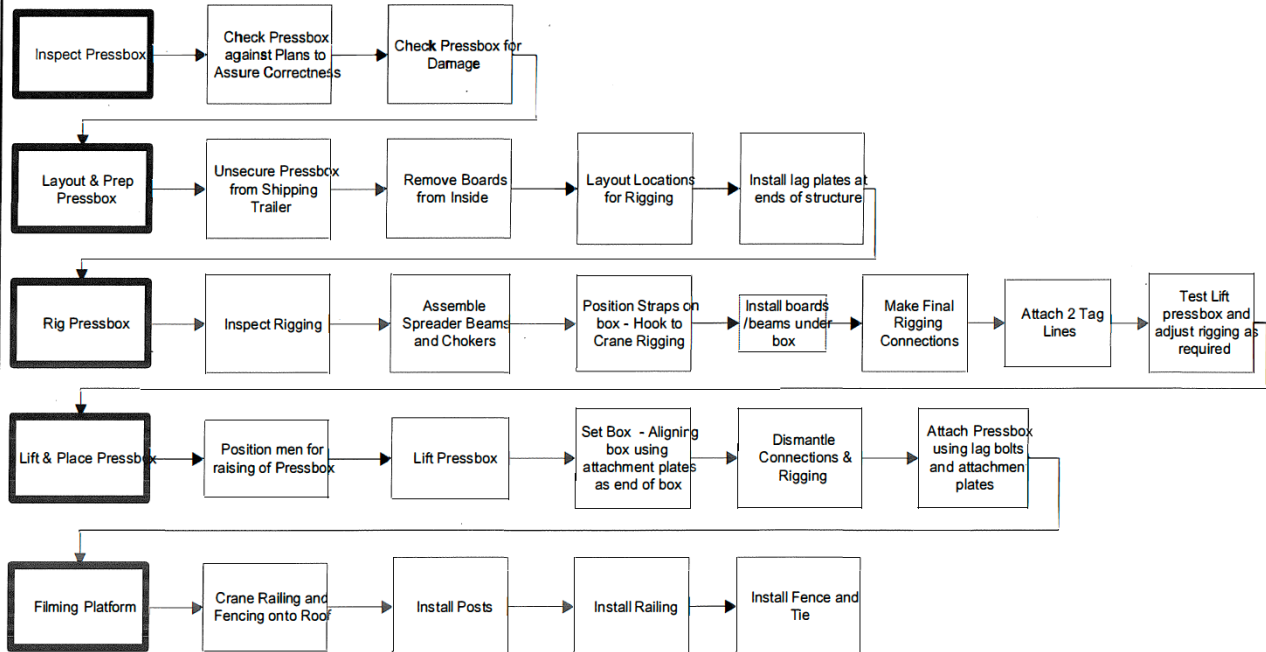 Inspect Pressbox
Check Pressbox
against Plans to
Assure Correctness
Check Pressbox for
Damage
Layout & Prep
Pressbox
Unsecure Pressbox
from Shipping
Trailer
Remove Boards
from Inside
Layout Locations
for Rigging
Install lag plates at
ends of structure
Rig Pressbox
Inspect Rigging
Assemble
Spreader Beams
and Chokers
Position Straps on
box - Hook to
Crane Rigging
Install boards
/beams under
box
Make Final
Rigging
Connections
Attach 2 Tag
Lines
Test Lift
pressbox and
adjust rigging as
required
Lift & Place Pressbox
Position men for
raising of Pressbox
Lift Pressbox
Set Box - Aligning
box using
attachment plates
as end of box
Dismantle
Connections &
Rigging
Attach Pressbox
using lag bolts
and attachmen
plates
Filming Platform
Crane Railing and
Fencing onto Roof
Install Posts
Install Railing
Install Fence and
Tie